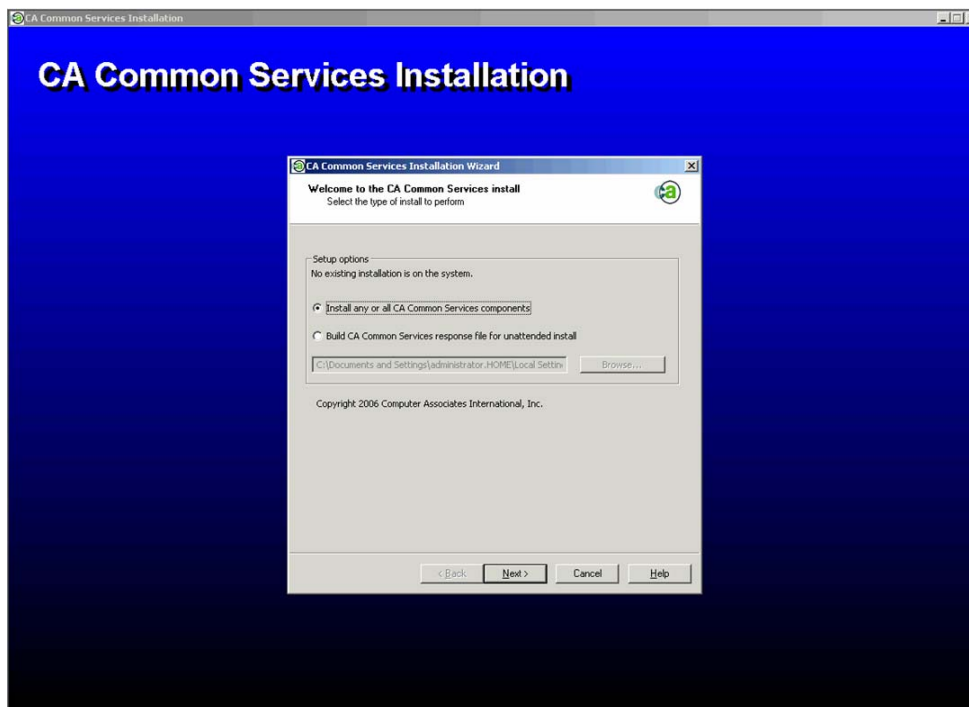 CA Common Services Installation
CA Common Services Installation
CA Common Services Installation Wizard
Welcome to the CA Common Services install
Select the type of install to perform
ca
Setup options
No existing installation is on the system.
Install any or all CA Common Services components
Build CA Common Services response file for unattended install
C:\Documents and Settings\administrator.HOME\Local Settin
Browse...
Copyright 2006 Computer Associates International, Inc.
< Back
Next >
Cancel
Help